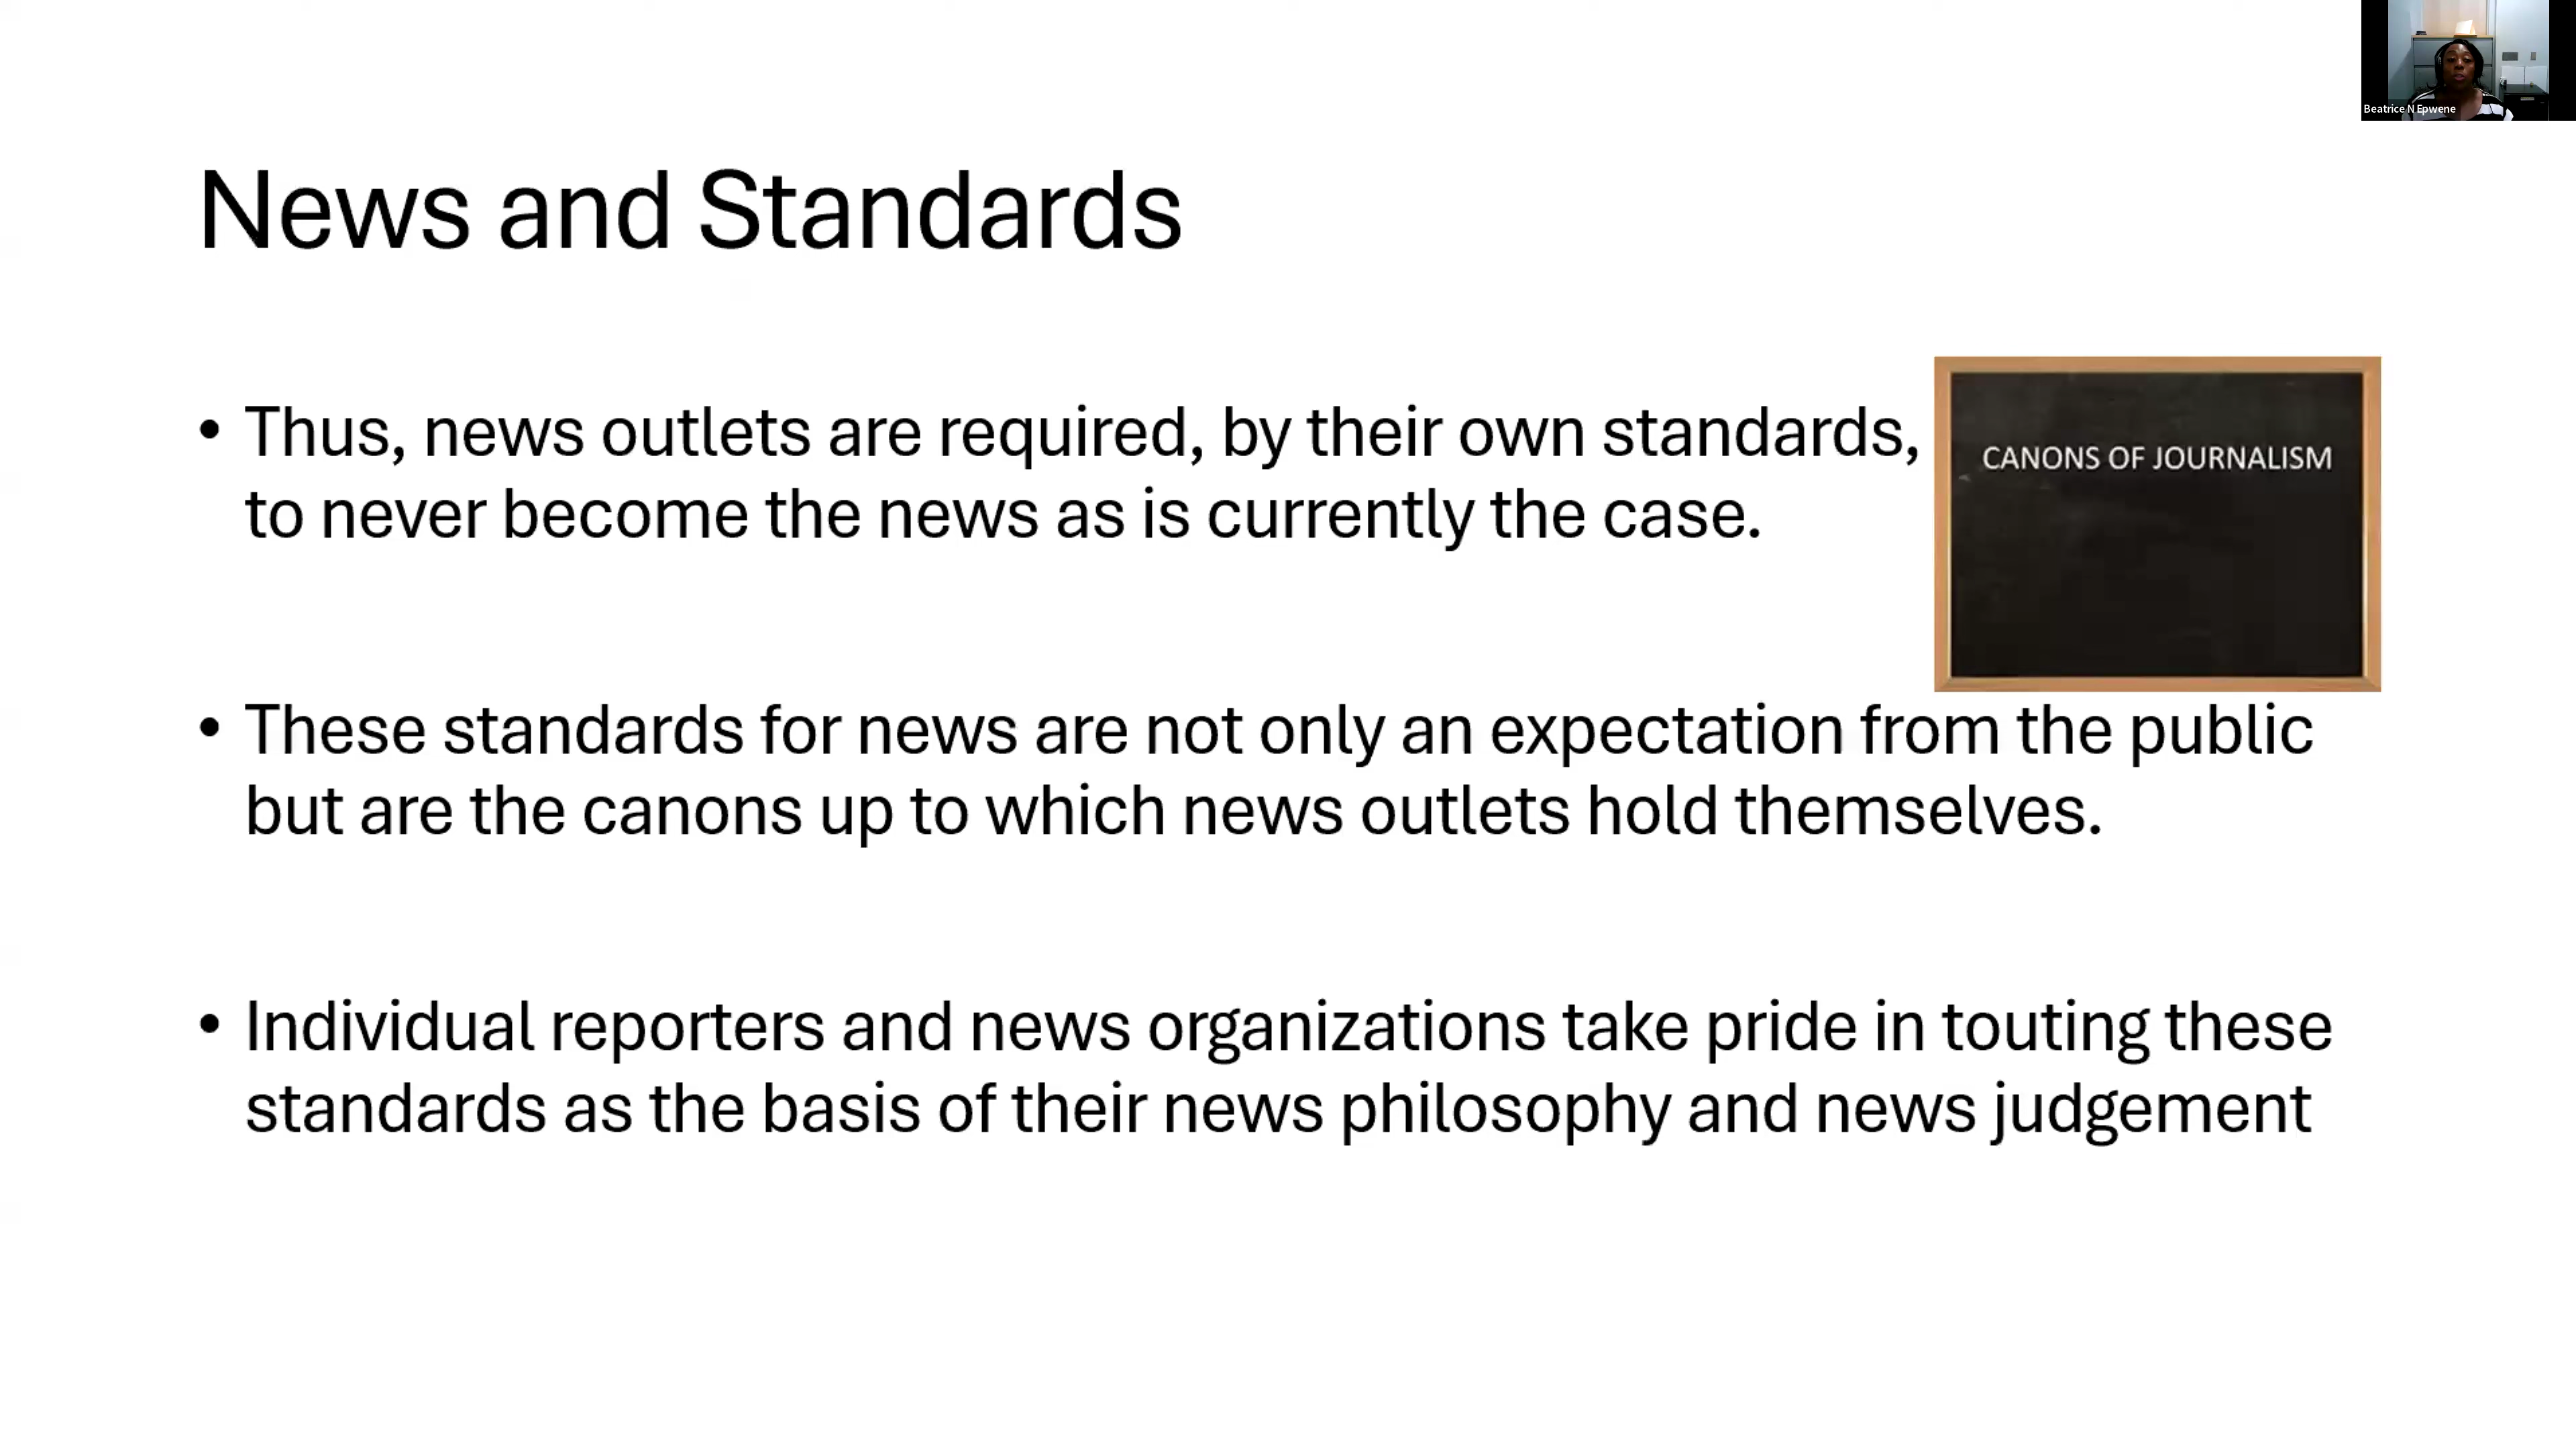 Beatrice N Epwene
News and Standards
• Thus, news outlets are required, by their own standards,
to never become the news as is currently the case.
CANONS OF JOURNALISM
• These standards for news are not only an expectation from the public
but are the canons up to which news outlets hold themselves.
• Individual reporters and news organizations take pride in touting these
standards as the basis of their news philosophy and news judgement